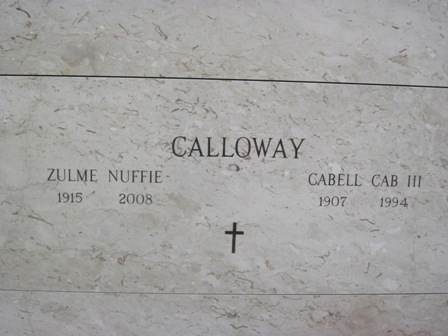 CALLOWAY
ZULME NUFFIE CABELL CAB III
1915 2008 1907 1994